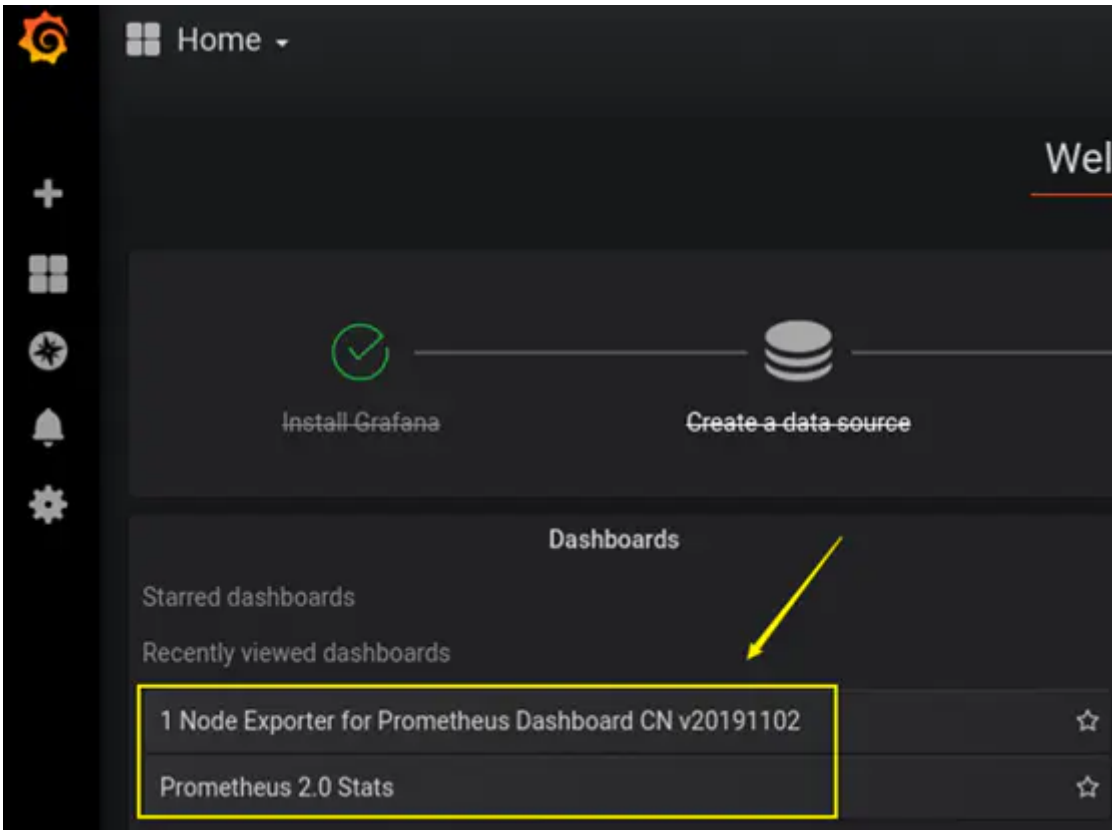 Home
Wel
Install Grafana
Create a data source
Dashboards
Starred dashboards
Recently viewed dashboards
1 Node Exporter for Prometheus Dashboard CN v20191102
Prometheus 2.0 Stats